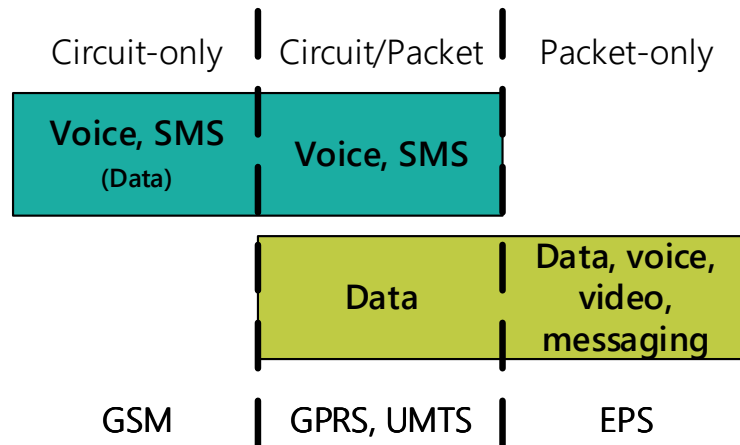 Circuit-only
Circuit/Packet
Packet-only
Voice, SMS
(Data)
Voice, SMS
Data
Data, voice,
video,
messaging
GSM
GPRS, UMTS
EPS